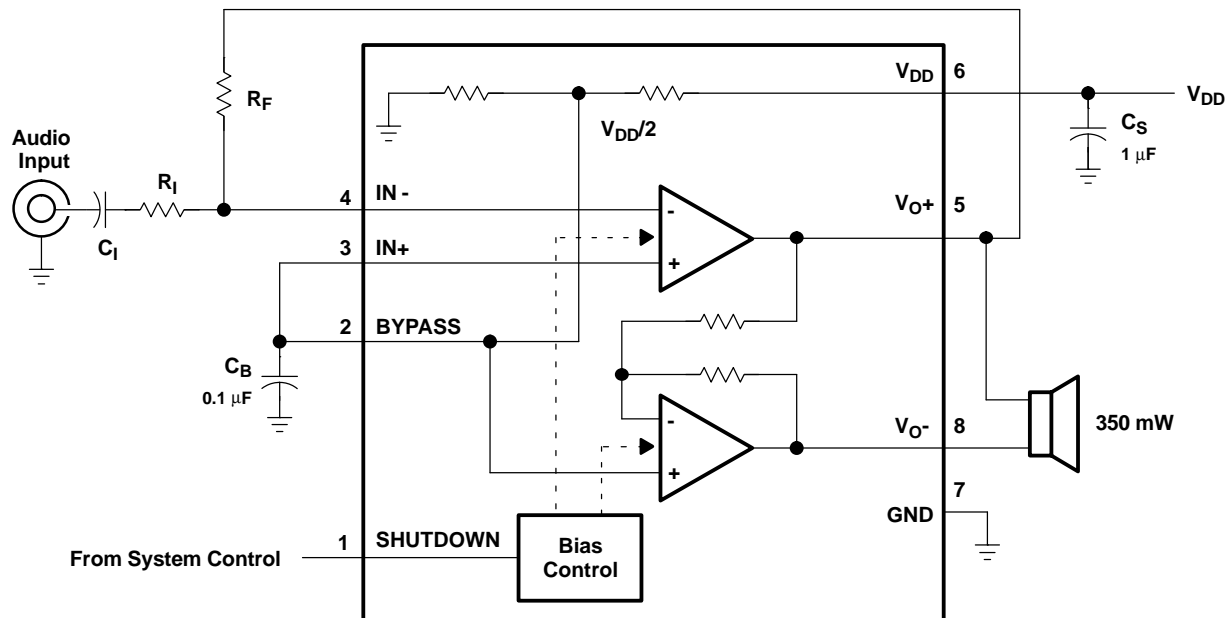 V_DD 6
R_F
V_DD/2
V_DD
C_S
1 µF
Audio
Input
R_I
C_I
4 IN -
V_O+ 5
-
+
3 IN+
2 BYPASS
C_B
0.1 µF
V_O- 8
-
+
350 mW
7
GND
From System Control
1 SHUTDOWN
Bias
Control